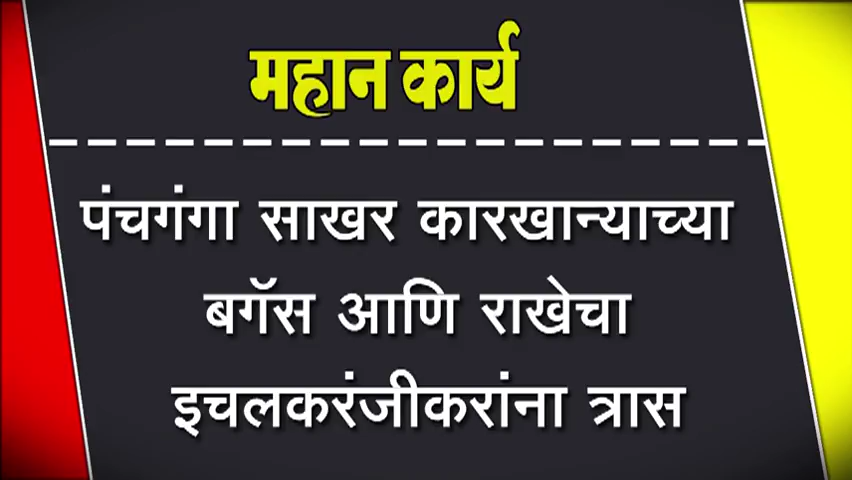 महान कार्य
पंचगंगा साखर कारखान्याच्या
बगॅस आणि राखेचा
इचलकरंजीकरांना त्रास